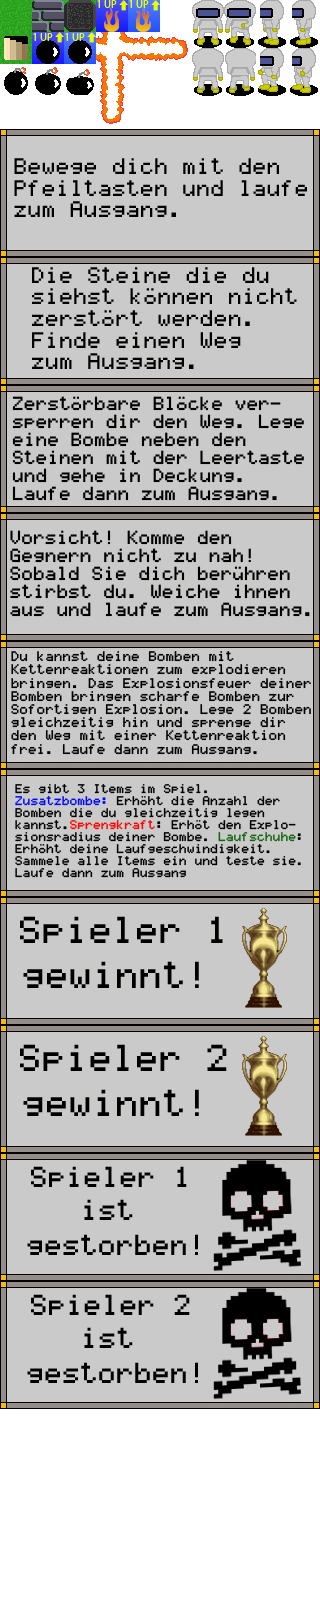 1 UP 1 UP
1 UP 1 UP
Bewege dich mit den
Pfeiltasten und laufe
zum Ausgang.
Die Steine die du
siehst können nicht
zerstört werden.
Finde einen Weg
zum Ausgang.
Zerstörbare Blöcke ver-
sperren dir den Weg. Lege
eine Bombe neben den
Steinen mit der Leertaste
und gehe in Deckung.
Laufe dann zum Ausgang.
Vorsicht! Komme den
Gegnern nicht zu nah!
Sobald Sie dich berühren
stirbst du. Weiche ihnen
aus und laufe zum Ausgang.
Du kannst deine Bomben mit
Kettenreaktionen zum explodieren
bringen. Das Explosionsfeuer deiner
Bomben bringen scharfe Bomben zur
Sofortigen Explosion. Lege 2 Bomben
gleichzeitig hin und sprenge dir
den Weg mit einer Kettenreaktion
frei. Laufe dann zum Ausgang.
Es gibt 3 Items im Spiel.
Zusatzbombe: Erhöht die Anzahl der
Bomben die du gleichzeitig legen
kannst.Sprengkraft: Erhöt den Explo-
sionsradius deiner Bombe. Laufschuhe:
Erhöht deine Laufgeschwindigkeit.
Sammele alle Items ein und teste sie.
Laufe dann zum Ausgang
Spieler 1
gewinnt!
Spieler 2
gewinnt!
Spieler 1
ist
gestorben!
Spieler 2
ist
gestorben!